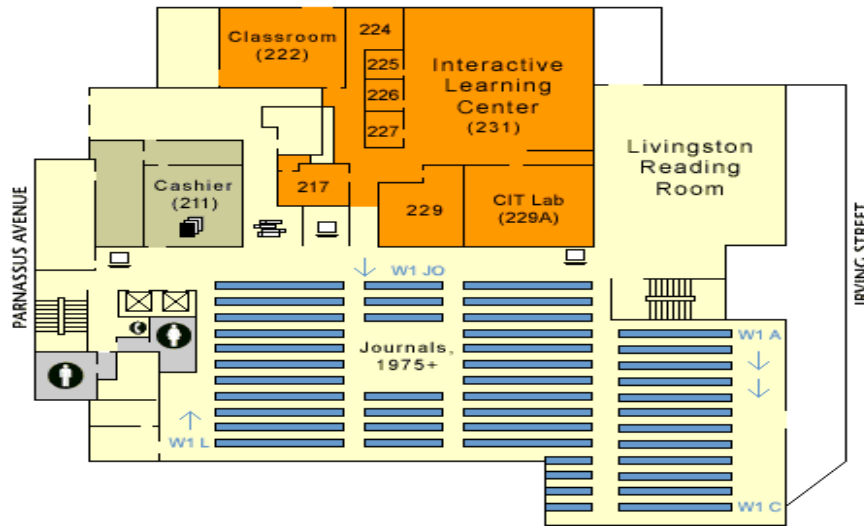 Classroom
(222)
224
225
226
227
Interactive
Learning
Center
(231)
Livingston
Reading
Room
Cashier
(211)
217
229
CIT Lab
(229A)
PARNASSUS AVENUE
IRVING STREET
W1 JO
Journals,
1975+
W1 A
W1 L
W1 C